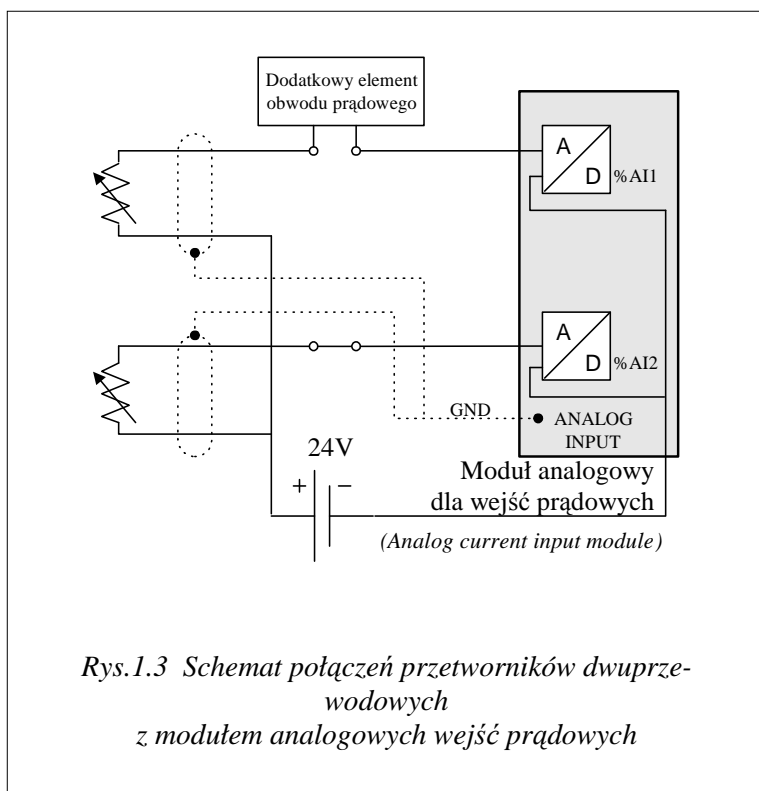 Dodatkowy element
obwodu prądowego
A
D
%AI1
A
D
%AI2
GND
ANALOG
INPUT
24V
+
−
Moduł analogowy
dla wejść prądowych
(Analog current input module)
Rys.1.3 Schemat połączeń przetworników dwuprze-
wodowych
z modułem analogowych wejść prądowych